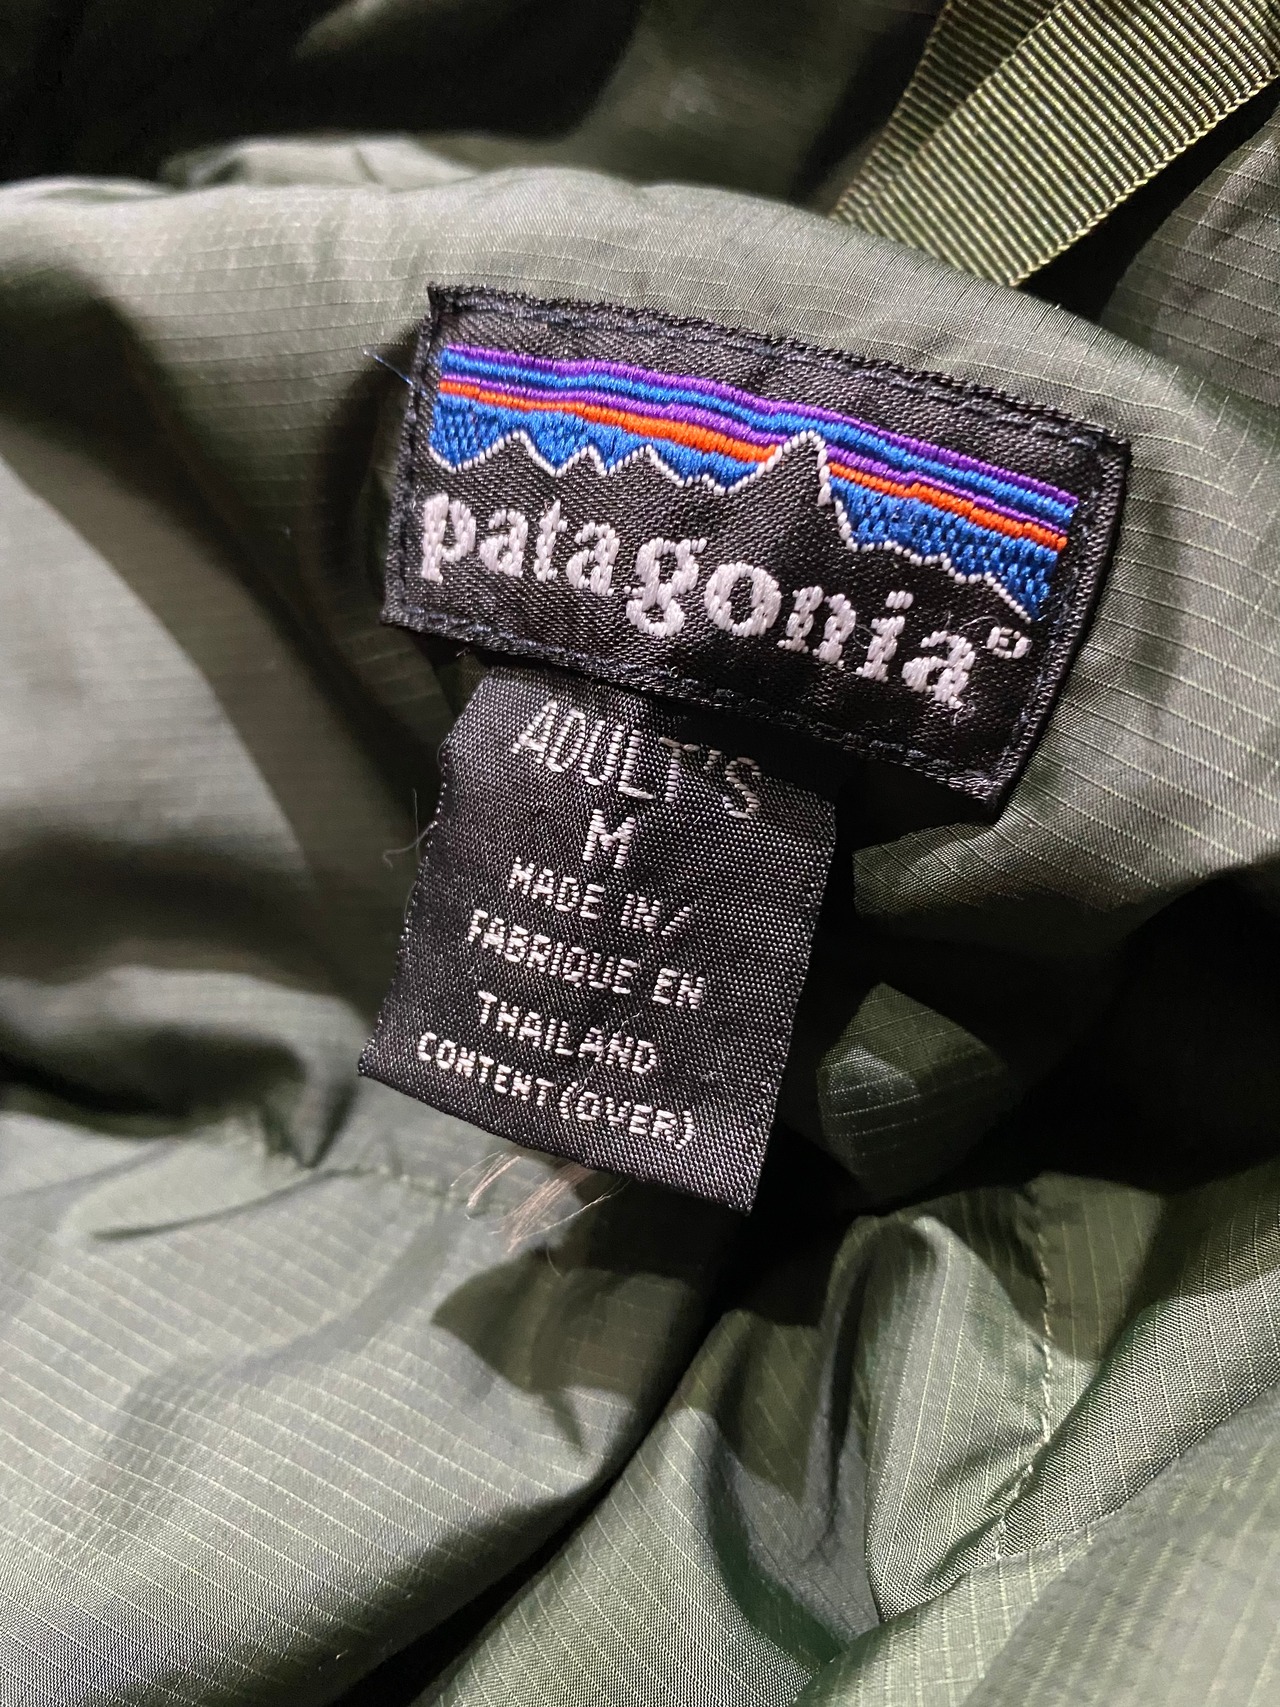 patagonia®
ADULT'S
M
MADE IN/
FABRIQUE EN
THAILAND
CONTENT (OVER)